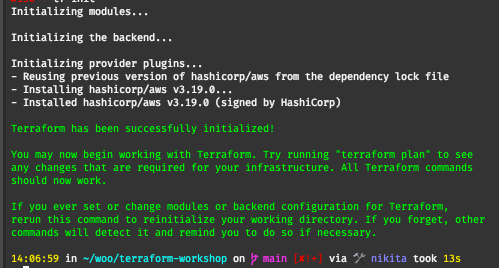 Initializing modules...
Initializing the backend...
Initializing provider plugins...
- Reusing previous version of hashicorp/aws from the dependency lock file
- Installing hashicorp/aws v3.19.0...
- Installed hashicorp/aws v3.19.0 (signed by HashiCorp)
Terraform has been successfully initialized!
You may now begin working with Terraform. Try running "terraform plan" to see
any changes that are required for your infrastructure. All Terraform commands
should now work.
If you ever set or change modules or backend configuration for Terraform,
rerun this command to reinitialize your working directory. If you forget, other
commands will detect it and remind you to do so if necessary.
14:06:59 in ~/woo/terraform-workshop on main [x!+] via 🛠 nikita took 13s